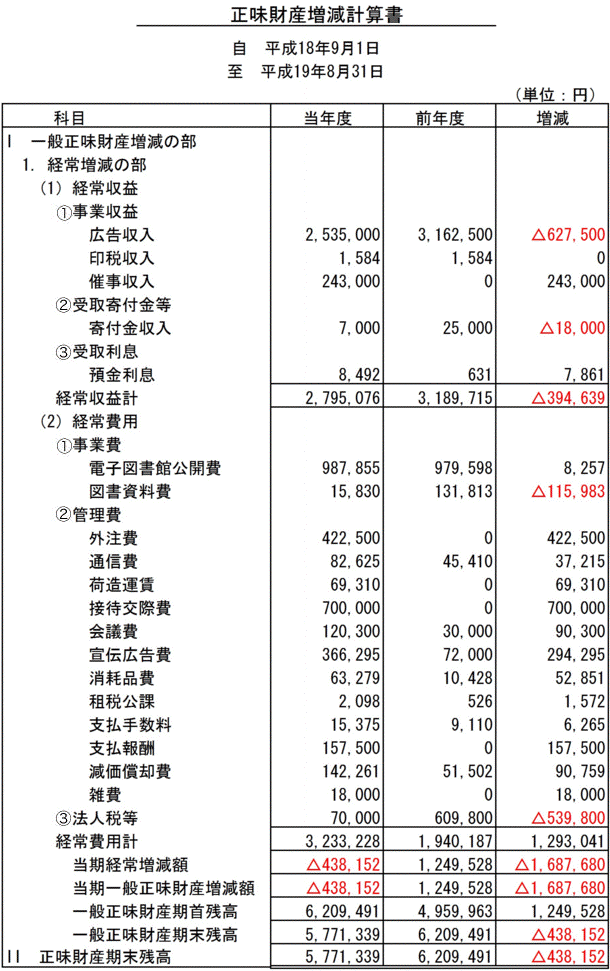 正味財産増減計算書
自 平成18年9月1日
至 平成19年8月31日
(単位:円)
科目 当年度 前年度 増減
I 一般正味財産増減の部
1. 経常増減の部
(1) 経常収益
①事業収益
広告収入 2,535,000 3,162,500 △627,500
印税収入 1,584 1,584 0
催事収入 243,000 0 243,000
②受取寄付金等
寄付金収入 7,000 25,000 △18,000
③受取利息
預金利息 8,492 631 7,861
経常収益計 2,795,076 3,189,715 △394,639
(2) 経常費用
①事業費
電子図書館公開費 987,855 979,598 8,257
図書資料費 15,830 131,813 △115,983
②管理費
外注費 422,500 0 422,500
通信費 82,625 45,410 37,215
荷造運賃 69,310 0 69,310
接待交際費 700,000 0 700,000
会議費 120,300 30,000 90,300
宣伝広告費 366,295 72,000 294,295
消耗品費 63,279 10,428 52,851
租税公課 2,098 526 1,572
支払手数料 15,375 9,110 6,265
支払報酬 157,500 0 157,500
減価償却費 142,261 51,502 90,759
雑費 18,000 0 18,000
③法人税等 70,000 609,800 △539,800
経常費用計 3,233,228 1,940,187 1,293,041
当期経常増減額 △438,152 1,249,528 △1,687,680
当期一般正味財産増減額 △438,152 1,249,528 △1,687,680
一般正味財産期首残高 6,209,491 4,959,963 1,249,528
一般正味財産期末残高 5,771,339 6,209,491 △438,152
II 正味財産期末残高 5,771,339 6,209,491 △438,152